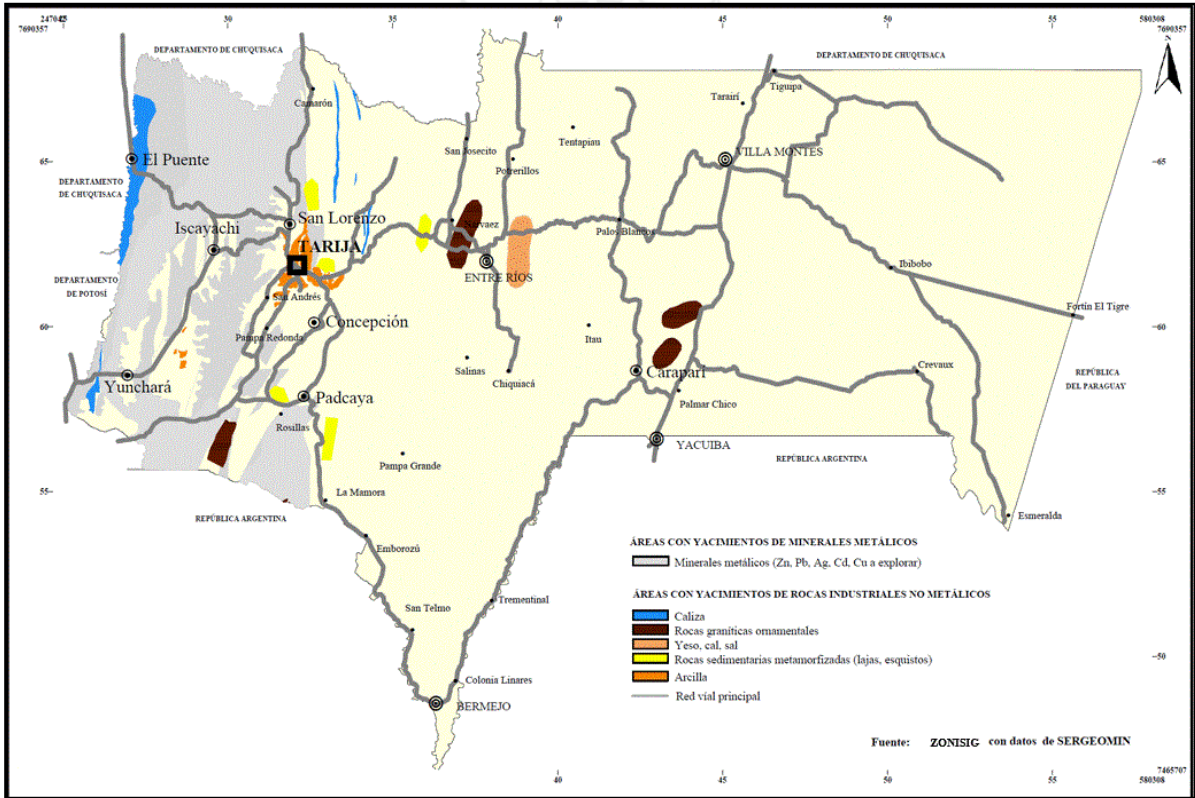 247042 25 30 35 40 45 50 55 580308
7690357 7690357
DEPARTAMENTO DE CHUQUISACA
DEPARTAMENTO DE CHUQUISACA
N
Tiguipa
Camarón
Tarairí
Tentapiau
San Josecito
Potrerillos
65
El Puente
VILLA MONTES
65
DEPARTAMENTO
DE CHUQUISACA
Iscayachi
San Lorenzo
Narvaez
Palos Blancos
TARIJA
ENTRE RÍOS
Ibibobo
DEPARTAMENTO
DE POTOSÍ
San Andrés
Fortín El Tigre
60
Concepción
Pampa Redonda
Itau
60
Yunchará
Salinas
Chiquiacá
Caraparí
Crevaux
REPÚBLICA
DEL PARAGUAY
Padcaya
Palmar Chico
Rosillas
YACUIBA
Pampa Grande
REPÚBLICA ARGENTINA
55
La Mamora
55
REPÚBLICA ARGENTINA
Esmeralda
Emborozú
San Telmo
Trementinal
Colonia Linares
BERMEJO
ÁREAS CON YACIMIENTOS DE MINERALES METÁLICOS
Minerales metálicos (Zn, Pb, Ag, Cd, Cu a explorar)
ÁREAS CON YACIMIENTOS DE ROCAS INDUSTRIALES NO METÁLICOS
Caliza
Rocas graníticas ornamentales
Yeso, cal, sal
Rocas sedimentarias metamorfizadas (lajas, esquistos)
Arcilla
Red víal principal
50
Fuente: ZONISIG con datos de SERGEOMIN
40 45 50 55
7465707
580308